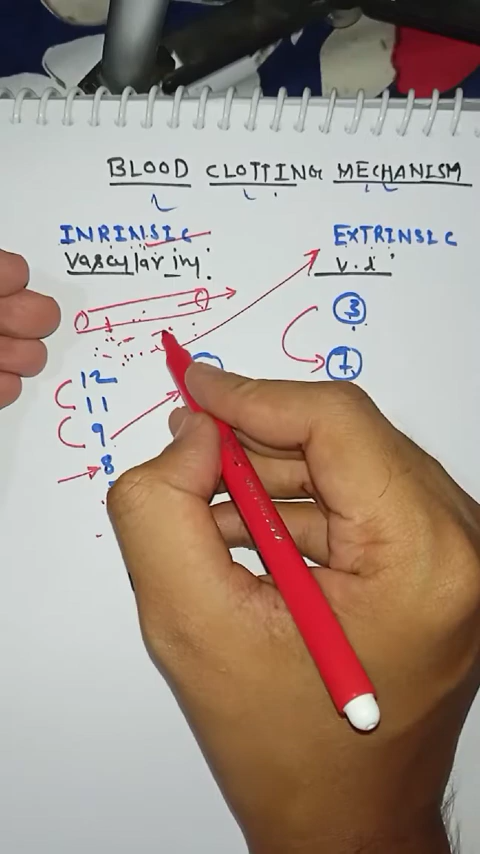 BLOOD CLOTTING MECHANISM
INRINSIC
Vascular inj.
EXTRINSIC
V. i
3
7
12
11
9
8